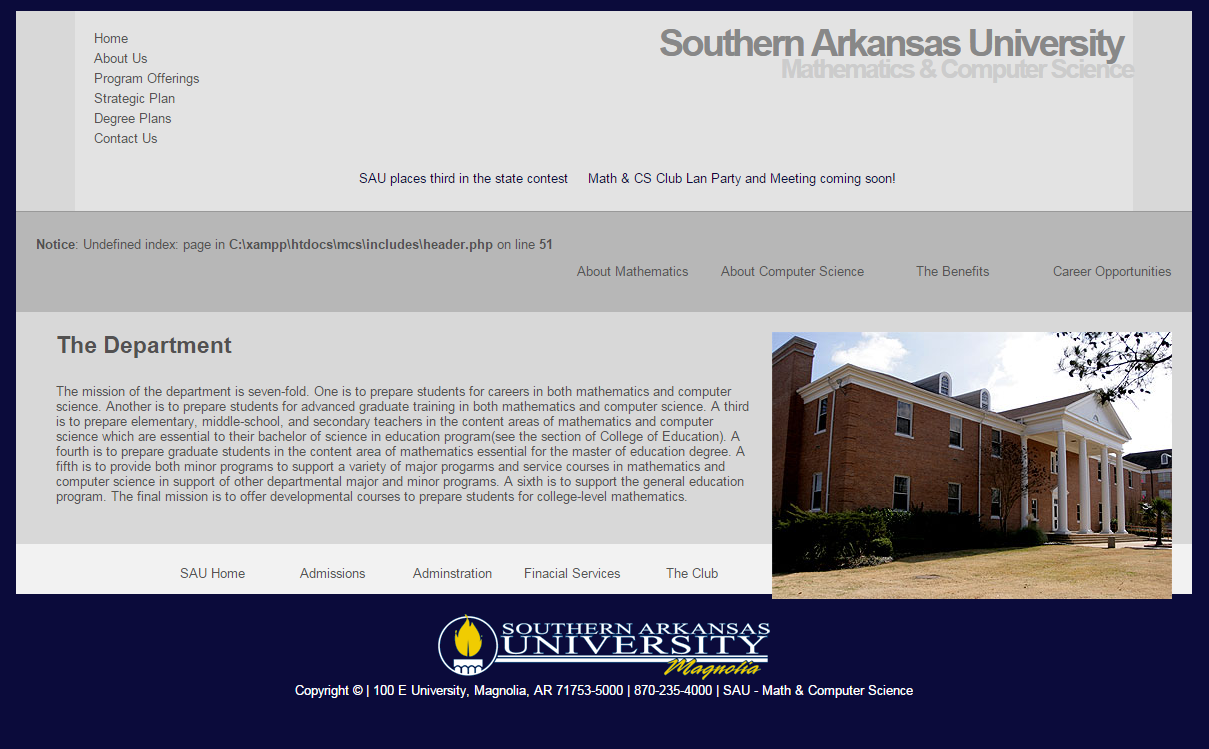 Home
About Us
Program Offerings
Strategic Plan
Degree Plans
Contact Us
Southern Arkansas University
Mathematics & Computer Science
SAU places third in the state contest Math & CS Club Lan Party and Meeting coming soon!
Notice: Undefined index: page in C:\xampp\htdocs\mcs\includes\header.php on line 51
About Mathematics About Computer Science The Benefits Career Opportunities
The Department
The mission of the department is seven-fold. One is to prepare students for careers in both mathematics and computer
science. Another is to prepare students for advanced graduate training in both mathematics and computer science. A third
is to prepare elementary, middle-school, and secondary teachers in the content areas of mathematics and computer
science which are essential to their bachelor of science in education program(see the section of College of Education). A
fourth is to prepare graduate students in the content area of mathematics essential for the master of education degree. A
fifth is to provide both minor programs to support a variety of major progarms and service courses in mathematics and
computer science in support of other departmental major and minor programs. A sixth is to support the general education
program. The final mission is to offer developmental courses to prepare students for college-level mathematics.
SAU Home Admissions Adminstration Finacial Services The Club
SOUTHERN ARKANSAS
UNIVERSITY
Magnolia
Copyright © | 100 E University, Magnolia, AR 71753-5000 | 870-235-4000 | SAU - Math & Computer Science